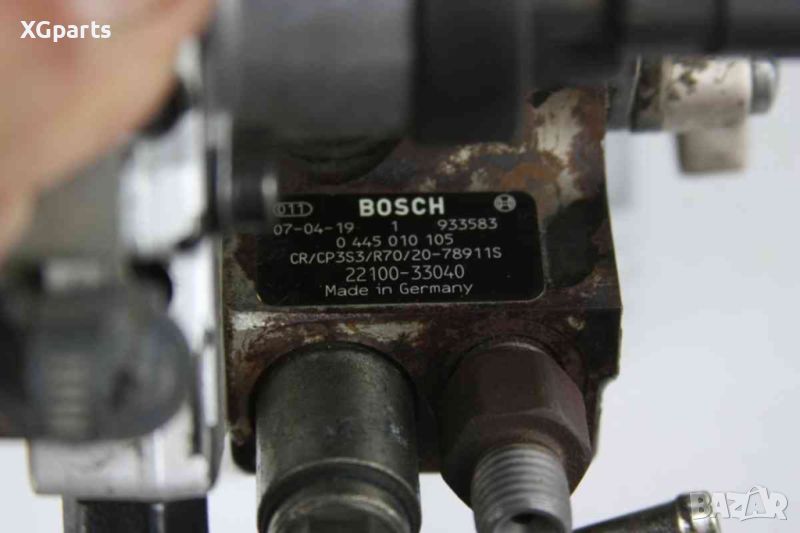 XGparts
011 BOSCH
07-04-19 1 933583
0 445 010 105
CR/CP3S3/R70/20-78911S
22100-33040
Made in Germany
BAZAR